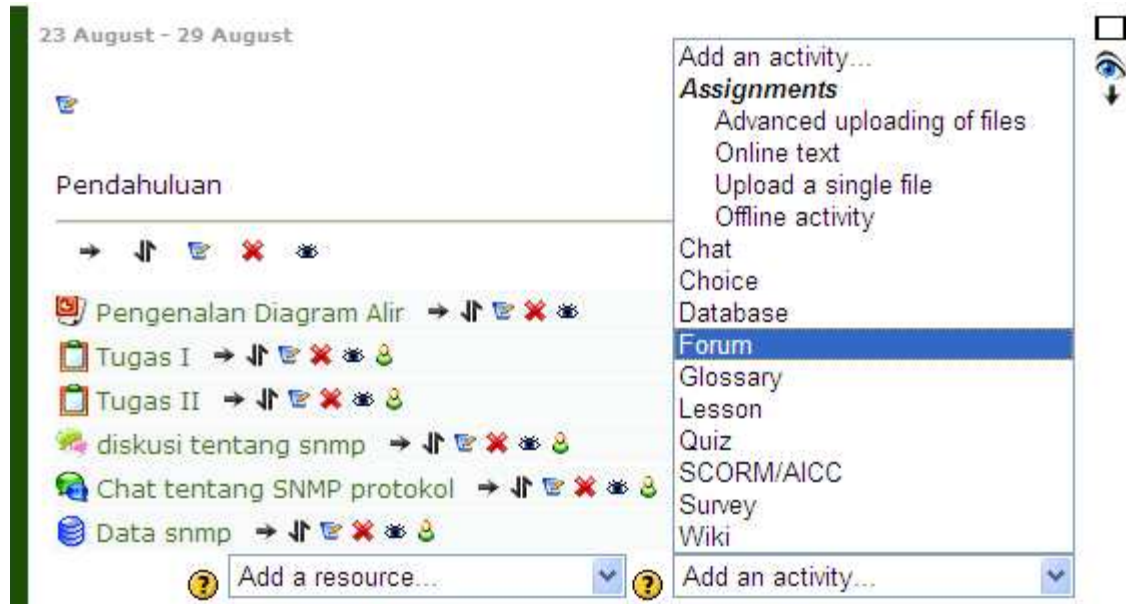 23 August - 29 August
Pendahuluan
Pengenalan Diagram Alir
Tugas I
Tugas II
diskusi tentang snmp
Chat tentang SNMP protokol
Data snmp
Add a resource...
Add an activity...
Assignments
Advanced uploading of files
Online text
Upload a single file
Offline activity
Chat
Choice
Database
Forum
Glossary
Lesson
Quiz
SCORM/AICC
Survey
Wiki
Add an activity...